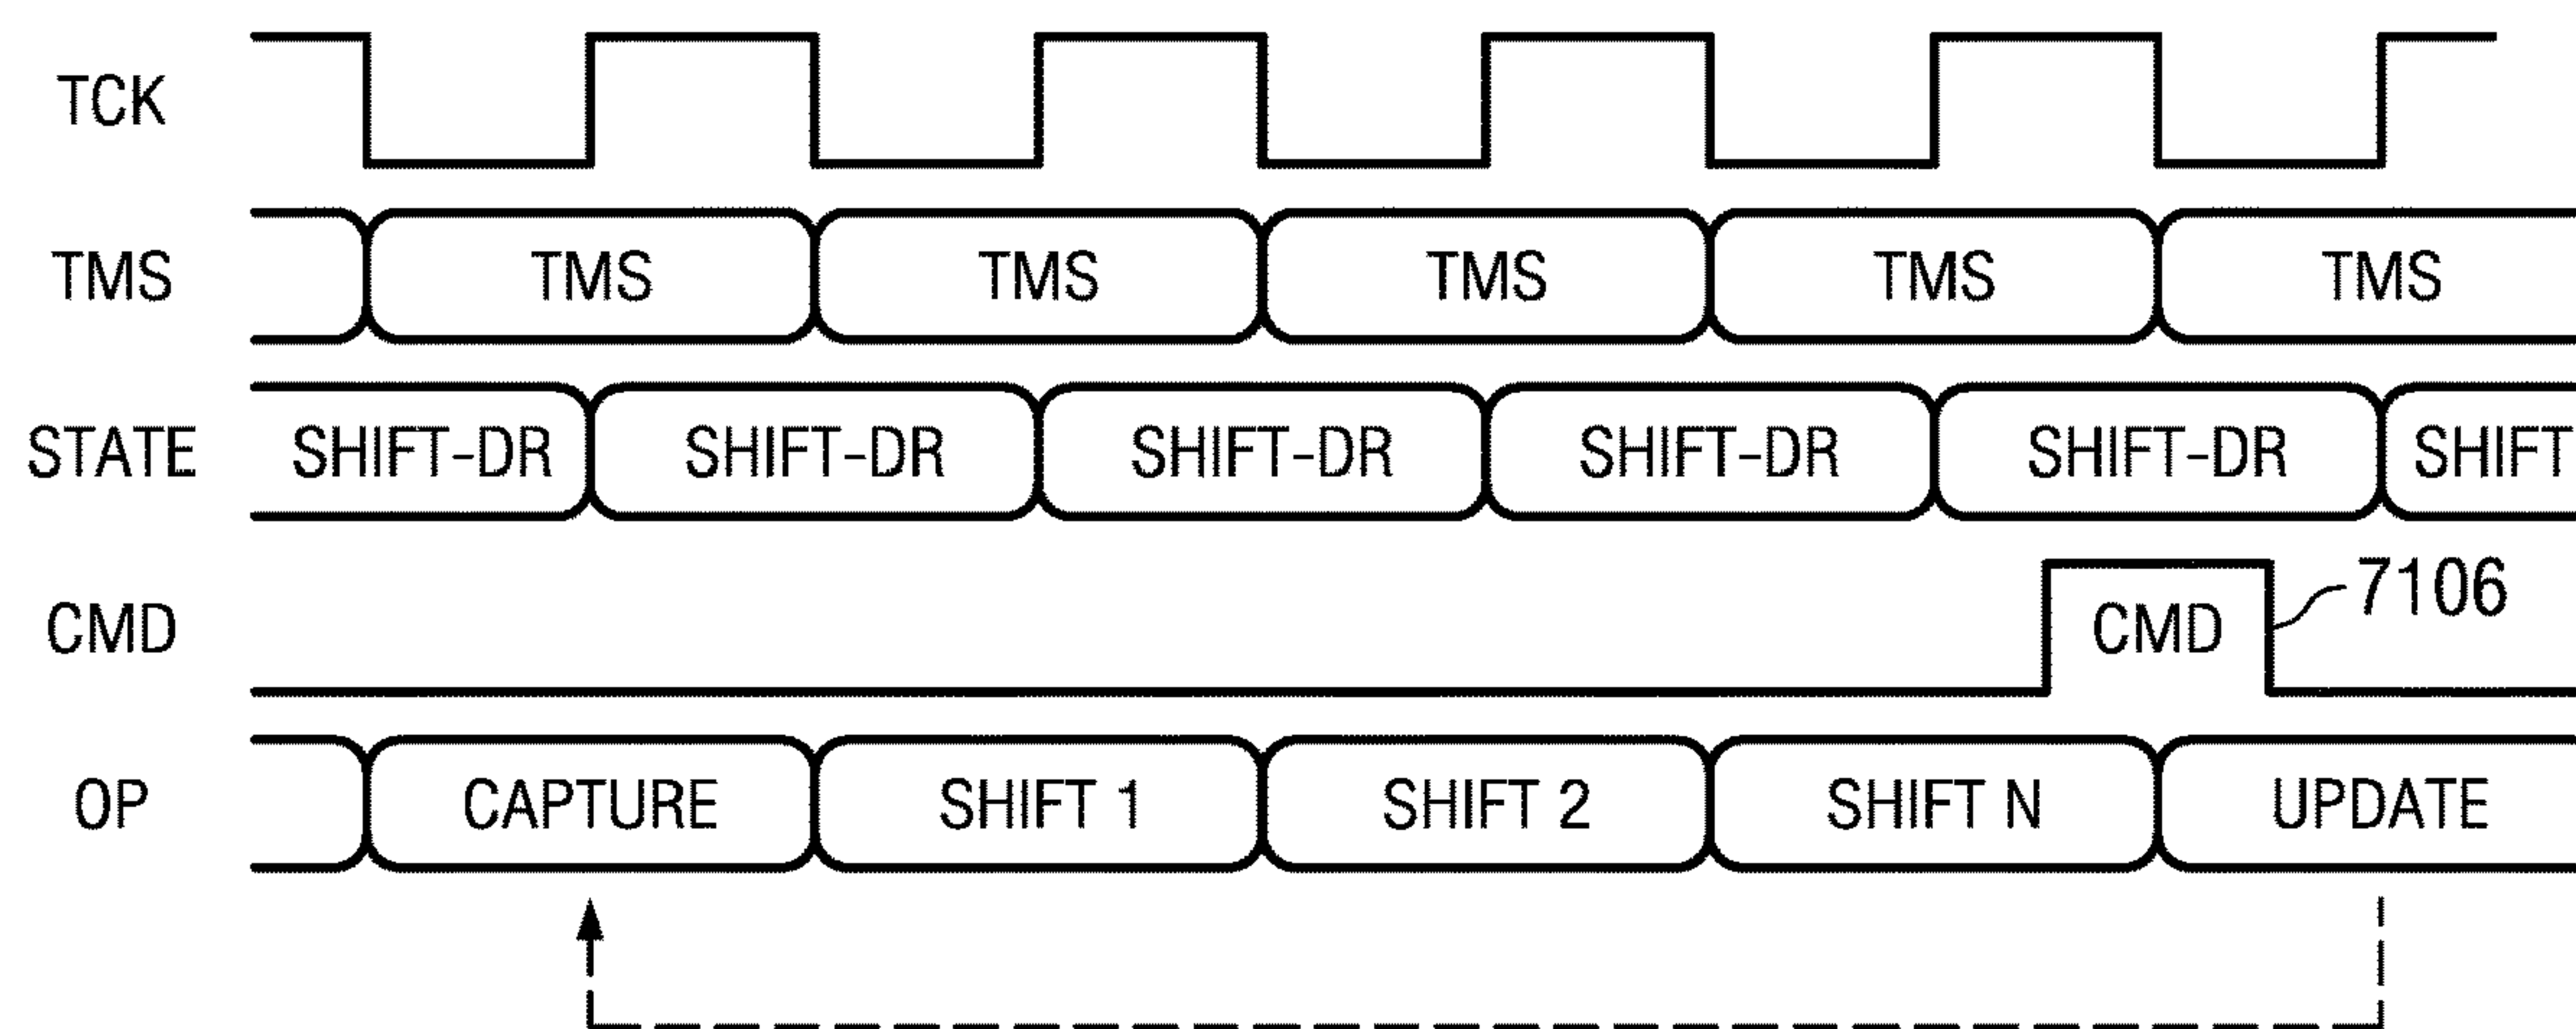 TCK
TMS TMS TMS TMS TMS TMS
STATE SHIFT-DR SHIFT-DR SHIFT-DR SHIFT-DR SHIFT-DR SHIFT
CMD CMD 7106
OP CAPTURE SHIFT 1 SHIFT 2 SHIFT N UPDATE